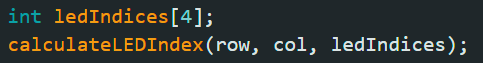 int ledIndices[4];
calculateLEDIndex(row, col, ledIndices);